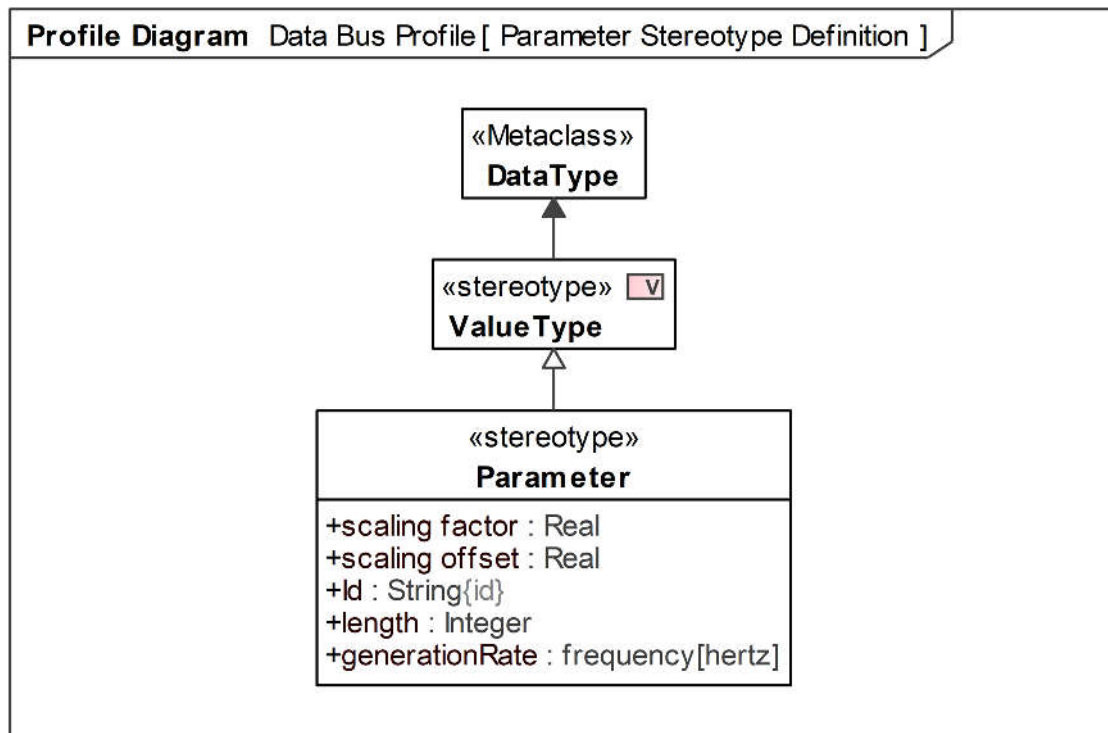 Profile Diagram Data Bus Profile [ Parameter Stereotype Definition ]
«Metaclass»
DataType
«stereotype» V
ValueType
«stereotype»
Parameter
+scaling factor : Real
+scaling offset : Real
+Id : String{id}
+length : Integer
+generationRate : frequency[hertz]